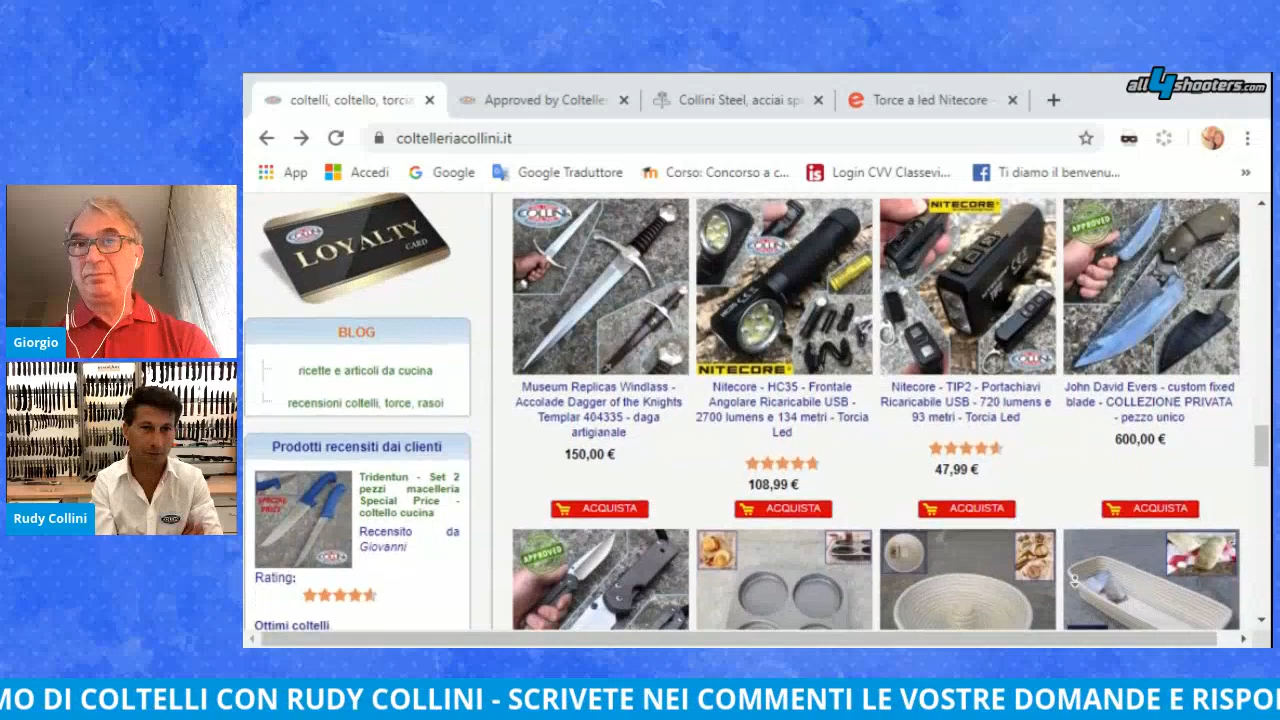 all4shooters.com
coltelli, coltello, torcia
Approved by Coltelle
Collini Steel, acciai sp
Torce a led Nitecore -
coltelleriacollini.it
App
Accedi
Google
Google Traduttore
Corso: Concorso a c...
Login CVV Classevi...
Ti diamo il benvenu...
»
COLLINI
LOYALTY
CARD
BLOG
ricette e articoli da cucina
recensioni coltelli, torce, rasoi
Prodotti recensiti dai clienti
SPECIAL
PRICE
Tridentun - Set 2
pezzi macelleria
Special Price -
coltello cucina
Recensito da
Giovanni
Rating:
Ottimi coltelli.
COLLINI
NITECORE
NITECORE
APPROVED
Museum Replicas Windlass -
Accolade Dagger of the Knights
Templar 404335 - daga
artigianale
150,00 €
ACQUISTA
Nitecore - HC35 - Frontale
Angolare Ricaricabile USB -
2700 lumens e 134 metri - Torcia
Led
108,99 €
ACQUISTA
Nitecore - TIP2 - Portachiavi
Ricaricabile USB - 720 lumens e
93 metri - Torcia Led
47,99 €
ACQUISTA
John David Evers - custom fixed
blade - COLLEZIONE PRIVATA
- pezzo unico
600,00 €
ACQUISTA
APPROVED
Giorgio
Rudy Collini
MO DI COLTELLI CON RUDY COLLINI - SCRIVETE NEI COMMENTI LE VOSTRE DOMANDE E RISPO